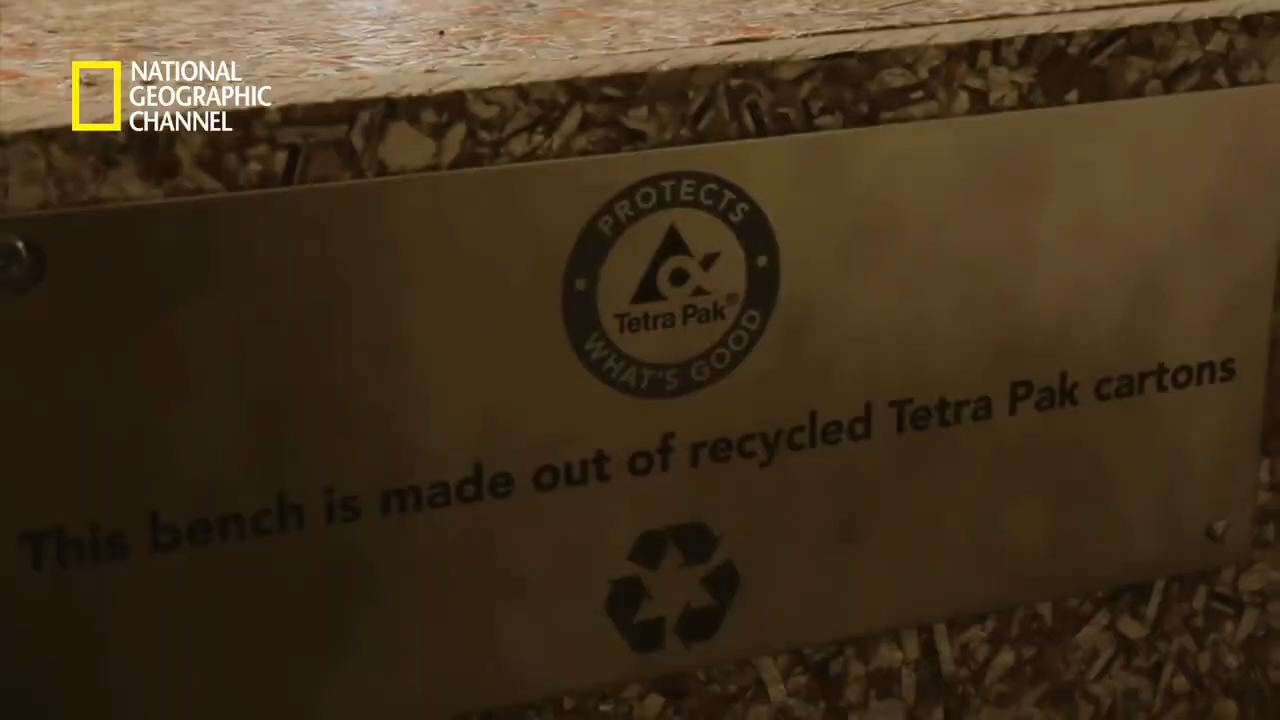 NATIONAL
GEOGRAPHIC
CHANNEL
PROTECTS
Tetra Pak®
WHAT'S GOOD
This bench is made out of recycled Tetra Pak cartons